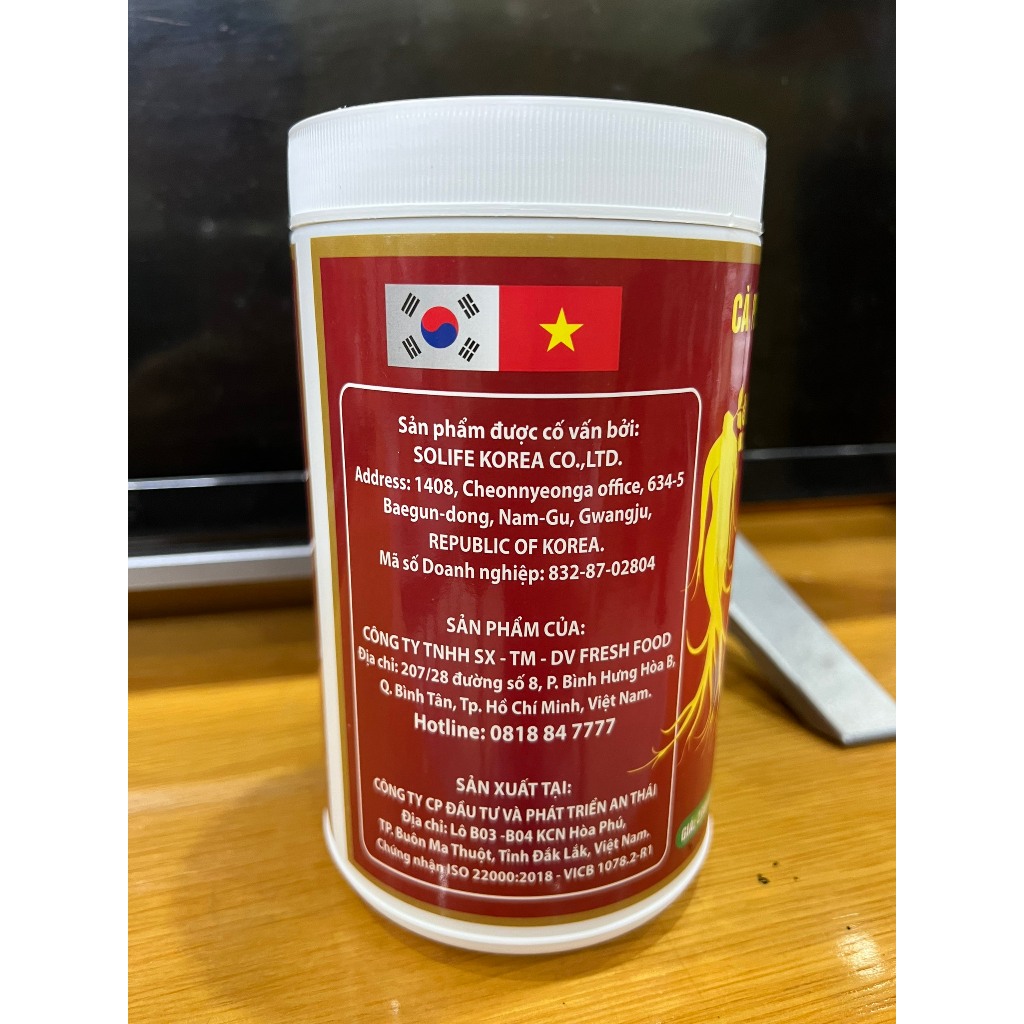 Sản phẩm được cố vấn bởi:
SOLIFE KOREA CO.,LTD.
Address: 1408, Cheonnyeonga office, 634-5
Baegun-dong, Nam-Gu, Gwangju,
REPUBLIC OF KOREA.
Mã số Doanh nghiệp: 832-87-02804
SẢN PHẨM CỦA:
CÔNG TY TNHH SX - TM - DV FRESH FOOD
Địa chỉ: 207/28 đường số 8, P. Bình Hưng Hòa B,
Q. Bình Tân, Tp. Hồ Chí Minh, Việt Nam.
Hotline: 0818 84 7777
SẢN XUẤT TẠI:
CÔNG TY CP ĐẦU TƯ VÀ PHÁT TRIỂN AN THÁI
Địa chỉ: Lô B03 -B04 KCN Hòa Phú,
TP. Buôn Ma Thuột, Tỉnh Đắk Lắk, Việt Nam.
Chứng nhận ISO 22000:2018 - VICB 1078.2-R1
CÀ
GIÁ: